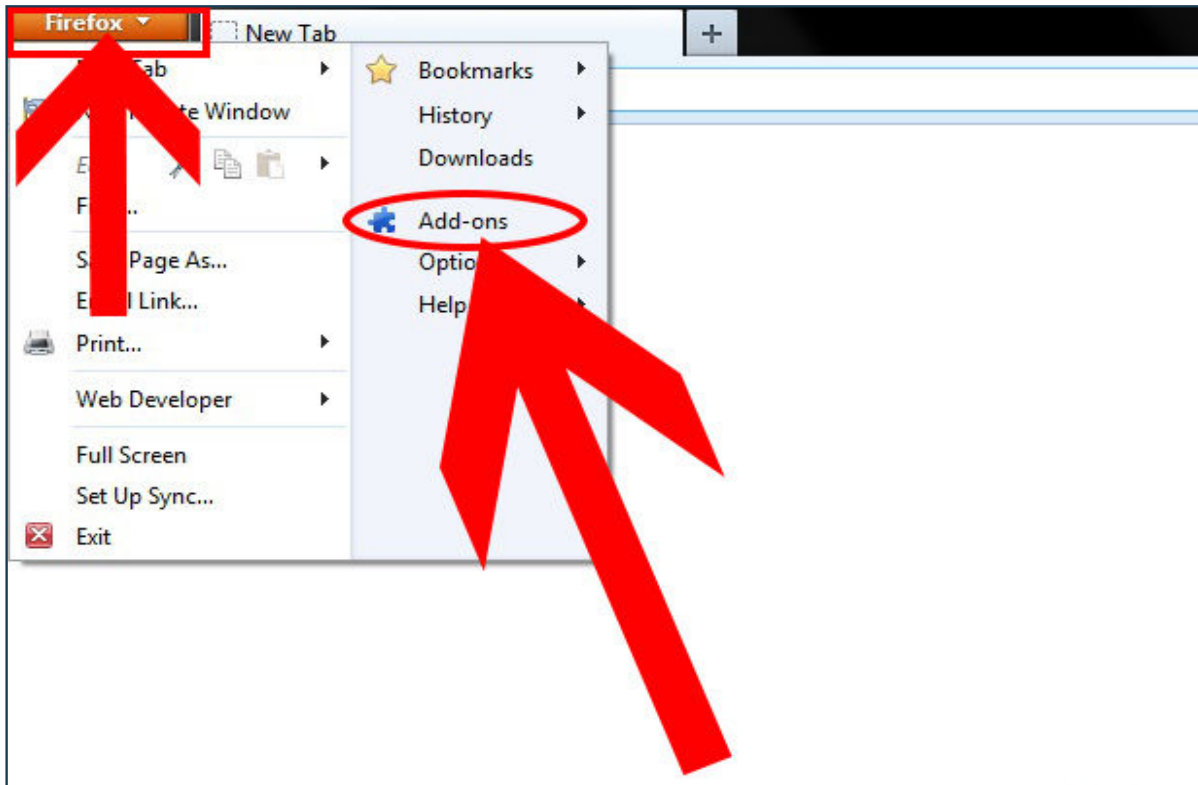 Firefox
New Tab
Tab
Window
Page As...
Link...
Print...
Web Developer
Full Screen
Set Up Sync...
Exit
Bookmarks
History
Downloads
Add-ons
Help